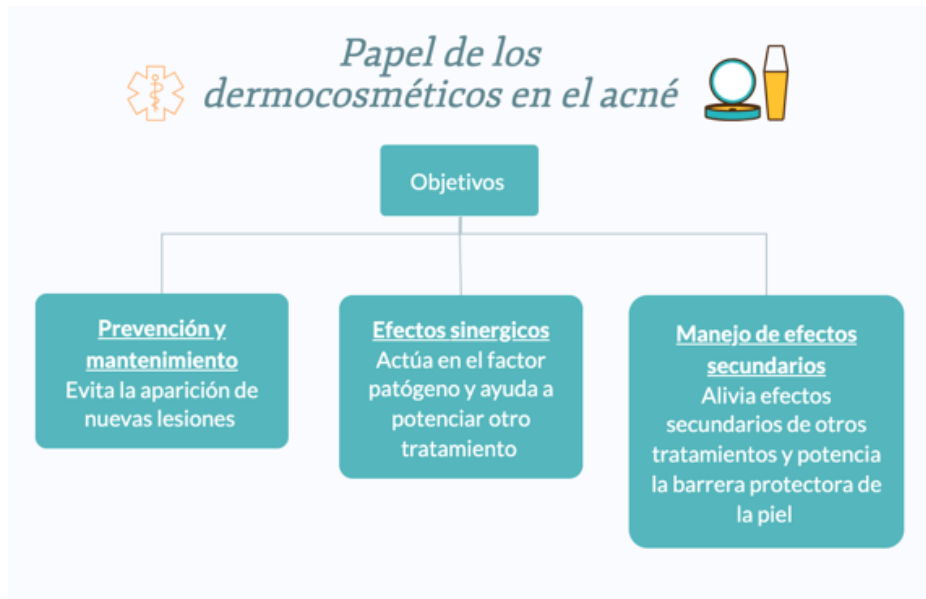 Papel de los
dermocosméticos en el acné
Objetivos
Prevención y
mantenimiento
Evita la aparición de
nuevas lesiones
Efectos sinergicos
Actúa en el factor
patógeno y ayuda a
potenciar otro
tratamiento
Manejo de efectos
secundarios
Alivia efectos
secundarios de otros
tratamientos y potencia
la barrera protectora de
la piel